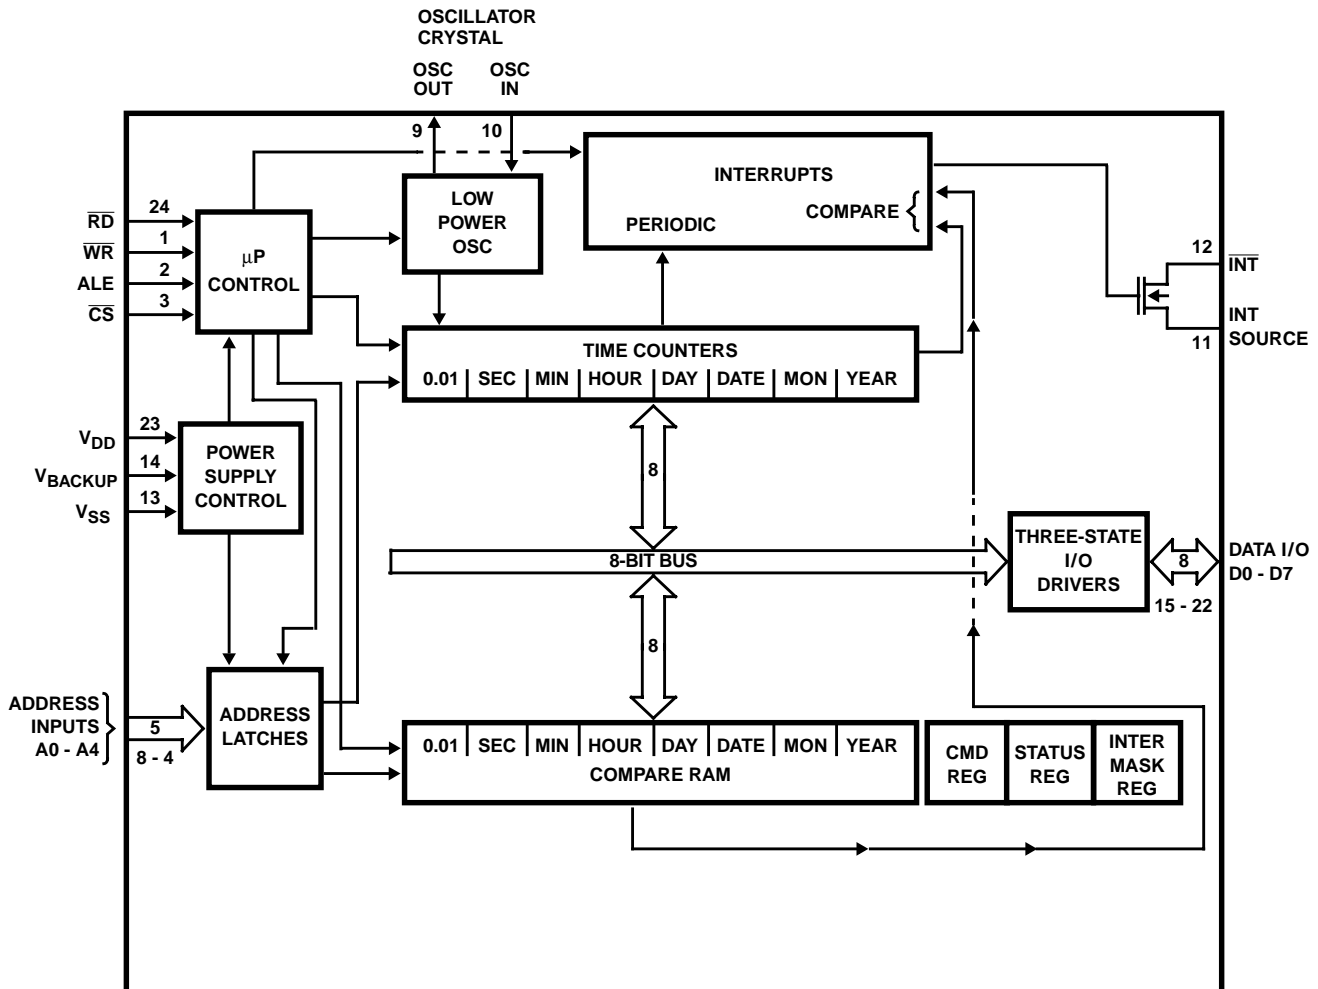 OSCILLATOR
CRYSTAL
OSC
OUT
OSC
IN
9
10
INTERRUPTS
COMPARE
PERIODIC
LOW
POWER
OSC
RD
24
WR
1
ALE
2
CS
3
µP
CONTROL
12
INT
INT
SOURCE
11
TIME COUNTERS
0.01 SEC MIN HOUR DAY DATE MON YEAR
VDD
23
VBACKUP
14
VSS
13
POWER
SUPPLY
CONTROL
8
8-BIT BUS
THREE-STATE
I/O
DRIVERS
8
DATA I/O
D0 - D7
15 - 22
8
ADDRESS
INPUTS
A0 - A4
5
8 - 4
ADDRESS
LATCHES
0.01 SEC MIN HOUR DAY DATE MON YEAR
COMPARE RAM
CMD
REG
STATUS
REG
INTER
MASK
REG